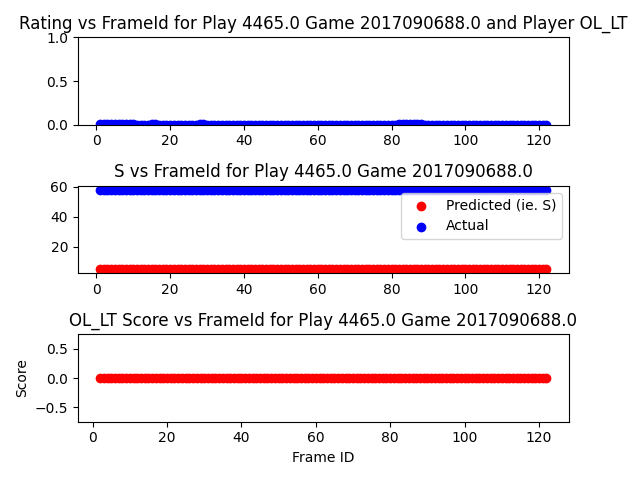 Rating vs FrameId for Play 4465.0 Game 2017090688.0 and Player OL_LT
1.0
0.5
0.0
0 20 40 60 80 100 120
S vs FrameId for Play 4465.0 Game 2017090688.0
60
40
20
Predicted (ie. S)
Actual
0 20 40 60 80 100 120
OL_LT Score vs FrameId for Play 4465.0 Game 2017090688.0
Score
0.5
0.0
−0.5
0 20 40 60 80 100 120
Frame ID